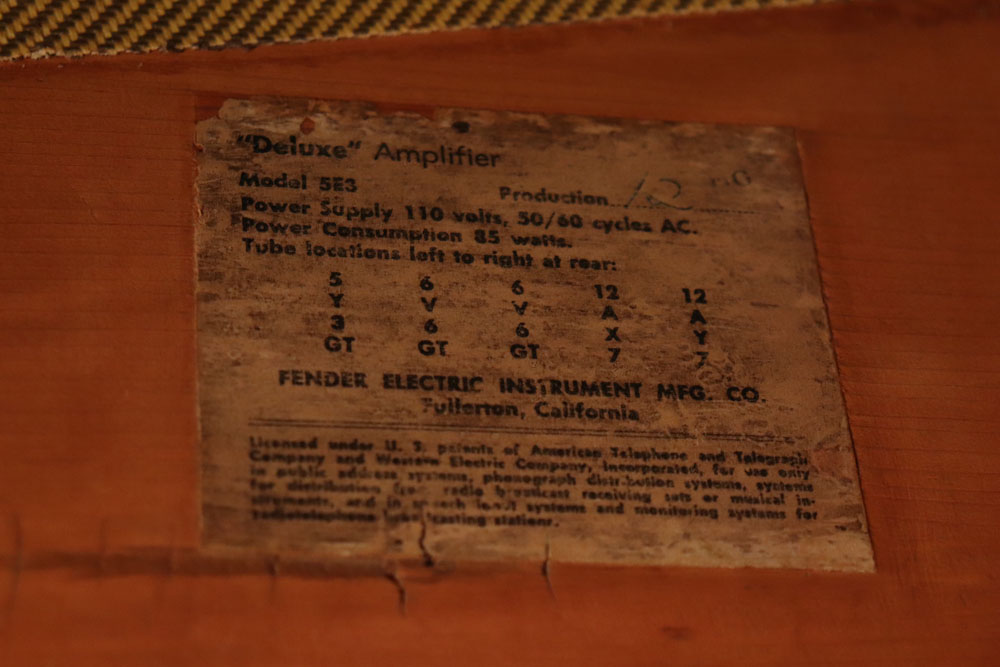 "Deluxe" Amplifier
Model 5E3 Production 12
Power Supply 110 volts, 50/60 cycles AC.
Power Consumption 85 watts.
Tube locations left to right at rear:
5 6 6 12 12
Y V V A A
3 6 6 X Y
GT GT GT 7 7
FENDER ELECTRIC INSTRUMENT MFG. CO.
Fullerton, California
Licensed under U. S. patents of American Telephone and Telegraph
Company and Western Electric Company, Incorporated, for use only
in public address systems, phonograph distribution systems, systems
for distribution from radio broadcast receiving sets or musical in-
struments, and in speech input systems and monitoring systems for
radiotelephone broadcasting stations.